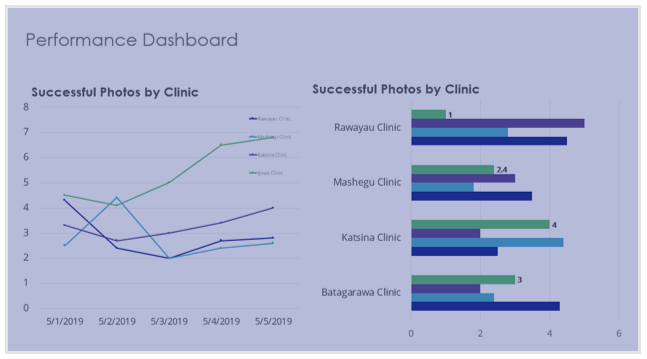 Performance Dashboard
Successful Photos by Clinic
8
7
6
5
4
3
2
1
0
5/1/2019 5/2/2019 5/3/2019 5/4/2019 5/5/2019
Rawayau Clinic
Mashegu Clinic
Katsina Clinic
Clinic
Successful Photos by Clinic
Rawayau Clinic
1
Mashegu Clinic
2.4
Katsina Clinic
4
Batagarawa Clinic
3
0 2 4 6